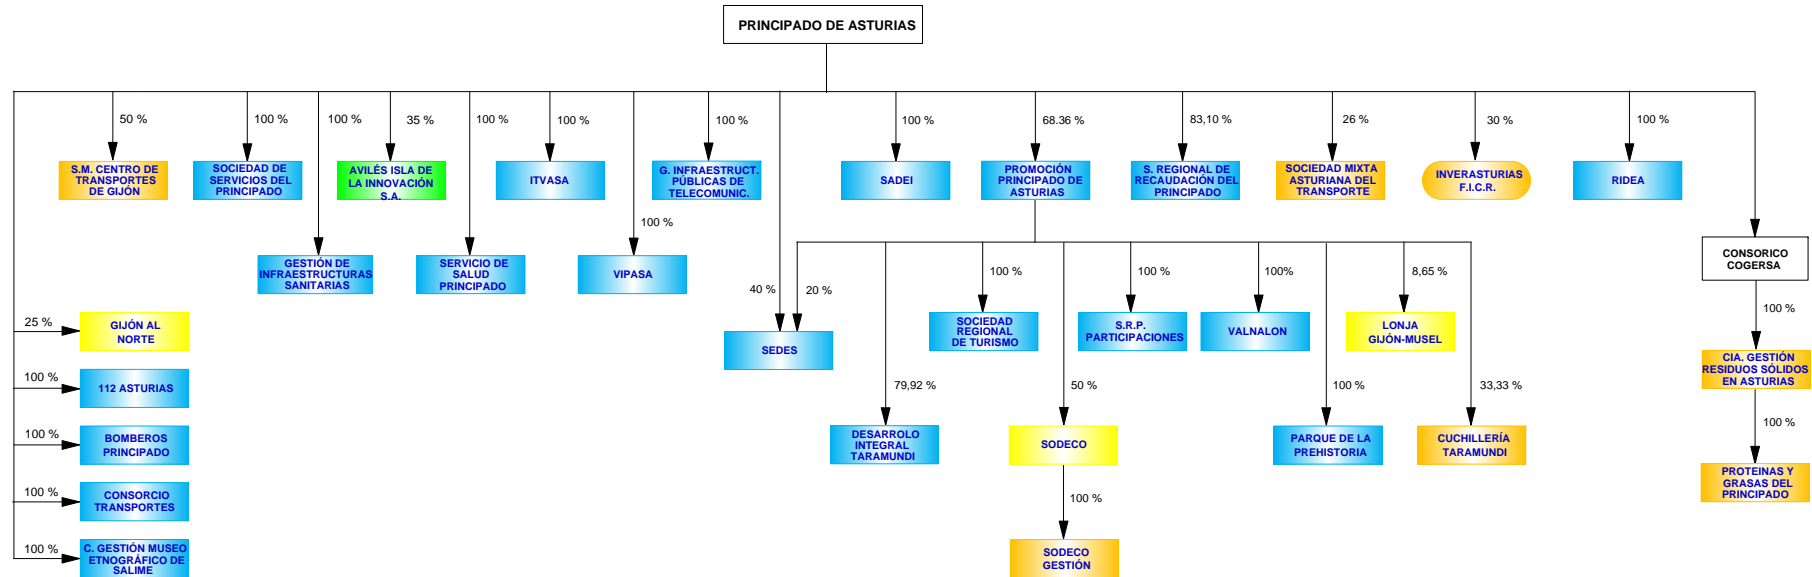 PRINCIPADO DE ASTURIAS
50 %
100 %
100 %
35 %
100 %
100 %
100 %
100 %
68.36 %
83,10 %
26 %
30 %
100 %
S.M. CENTRO DE
TRANSPORTES
DE GIJÓN
SOCIEDAD DE
SERVICIOS DEL
PRINCIPADO
AVILÉS ISLA DE
LA INNOVACIÓN
S.A.
ITVASA
G. INFRAESTRUCT.
PÚBLICAS DE
TELECOMUNIC.
SADEI
PROMOCIÓN
PRINCIPADO DE
ASTURIAS
S. REGIONAL DE
RECAUDACIÓN DEL
PRINCIPADO
SOCIEDAD MIXTA
ASTURIANA DEL
TRANSPORTE
INVERASTURIAS
F.I.C.R.
RIDEA
100 %
GESTIÓN DE
INFRAESTRUCTURAS
SANITARIAS
SERVICIO DE
SALUD
PRINCIPADO
VIPASA
CONSORICO
COGERSA
40 %
20 %
100 %
100 %
100%
8,65 %
100 %
25 %
GIJÓN AL
NORTE
SEDES
SOCIEDAD
REGIONAL
DE TURISMO
S.R.P.
PARTICIPACIONES
VALNALON
LONJA
GIJÓN-MUSEL
CIA. GESTIÓN
RESIDUOS SÓLIDOS
EN ASTURIAS
100 %
112 ASTURIAS
79,92 %
50 %
100 %
33,33 %
100 %
100 %
BOMBEROS
PRINCIPADO
DESARROLO
INTEGRAL
TARAMUNDI
SODECO
PARQUE DE LA
PREHISTORIA
CUCHILLERÍA
TARAMUNDI
PROTEINAS Y
GRASAS DEL
PRINCIPADO
100 %
CONSORCIO
TRANSPORTES
100 %
100 %
C. GESTIÓN MUSEO
ETNOGRÁFICO DE
SALIME
SODECO
GESTIÓN